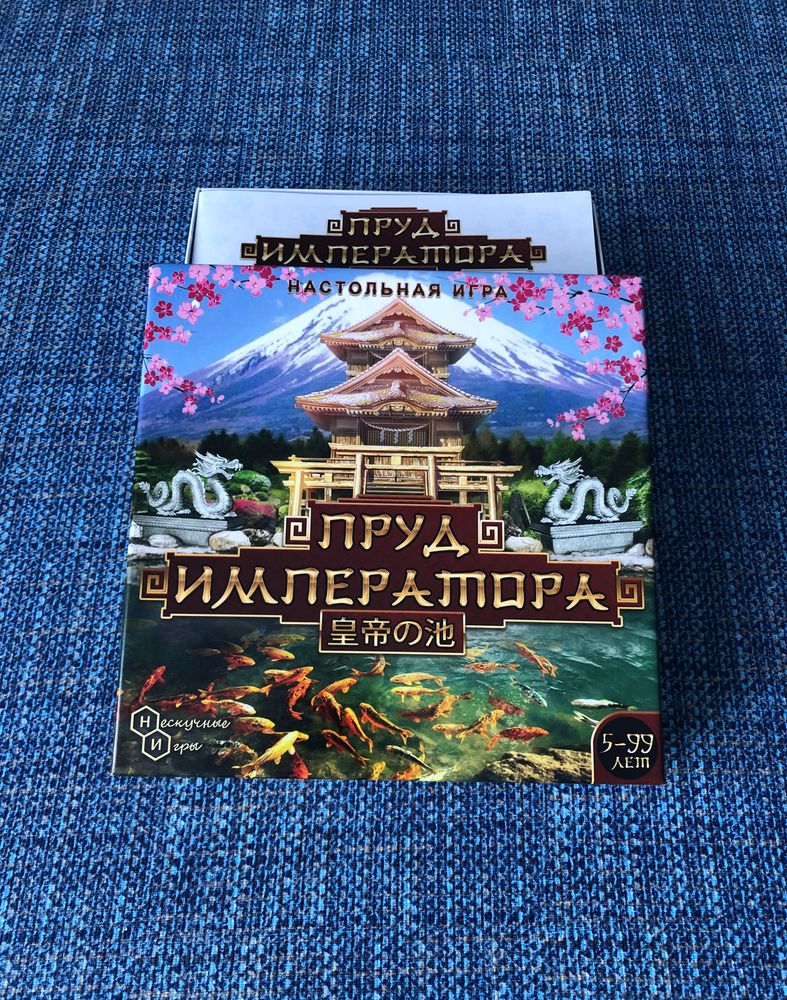 ПРУД
ИМПЕРАТОРА
НАСТОЛЬНАЯ ИГРА
ПРУД
ИМПЕРАТОРА
皇帝の池
Нескучные
Игры
5-99
лет